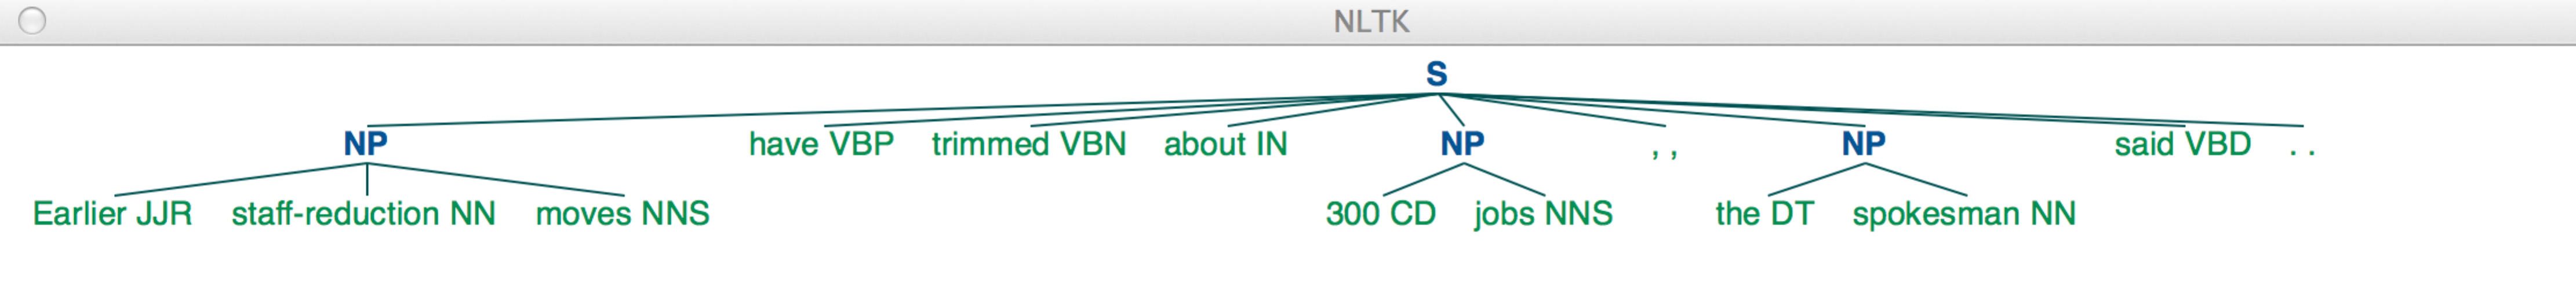 NLTK
S
NP have VBP trimmed VBN about IN NP , , NP said VBD . .
Earlier JJR staff-reduction NN moves NNS 300 CD jobs NNS the DT spokesman NN